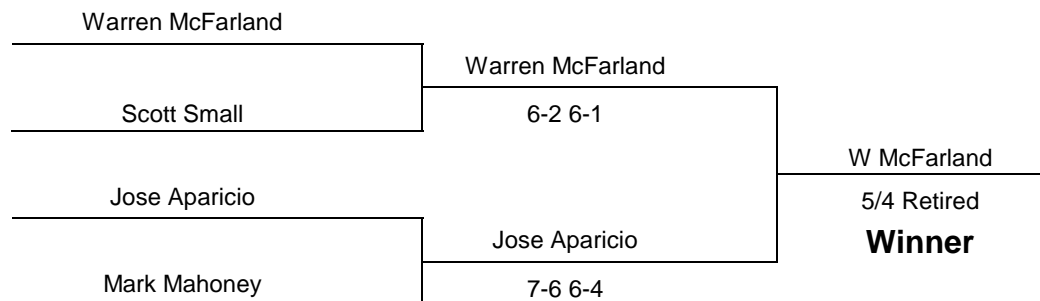 Warren McFarland
Warren McFarland
Scott Small
6-2 6-1
W McFarland
Jose Aparicio
5/4 Retired
Jose Aparicio
Winner
Mark Mahoney
7-6 6-4